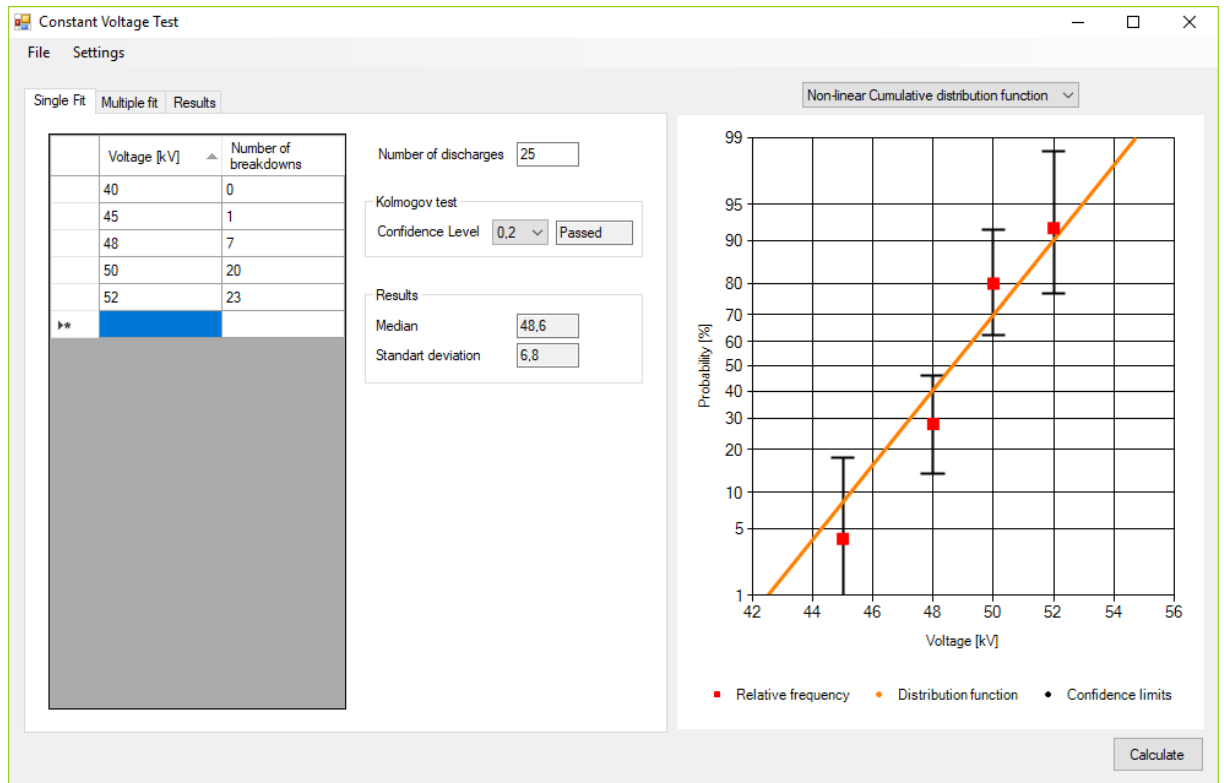 Constant Voltage Test
File Settings
Single Fit Multiple fit Results
Voltage [kV] Number of breakdowns
40 0
45 1
48 7
50 20
52 23
Number of discharges 25
Kolmogov test
Confidence Level 0,2 Passed
Results
Median 48,6
Standart deviation 6,8
Non-linear Cumulative distribution function
99
95
90
80
70
60
50
40
30
20
10
5
1
Probability [%]
42 44 46 48 50 52 54 56
Voltage [kV]
Relative frequency Distribution function Confidence limits
Calculate